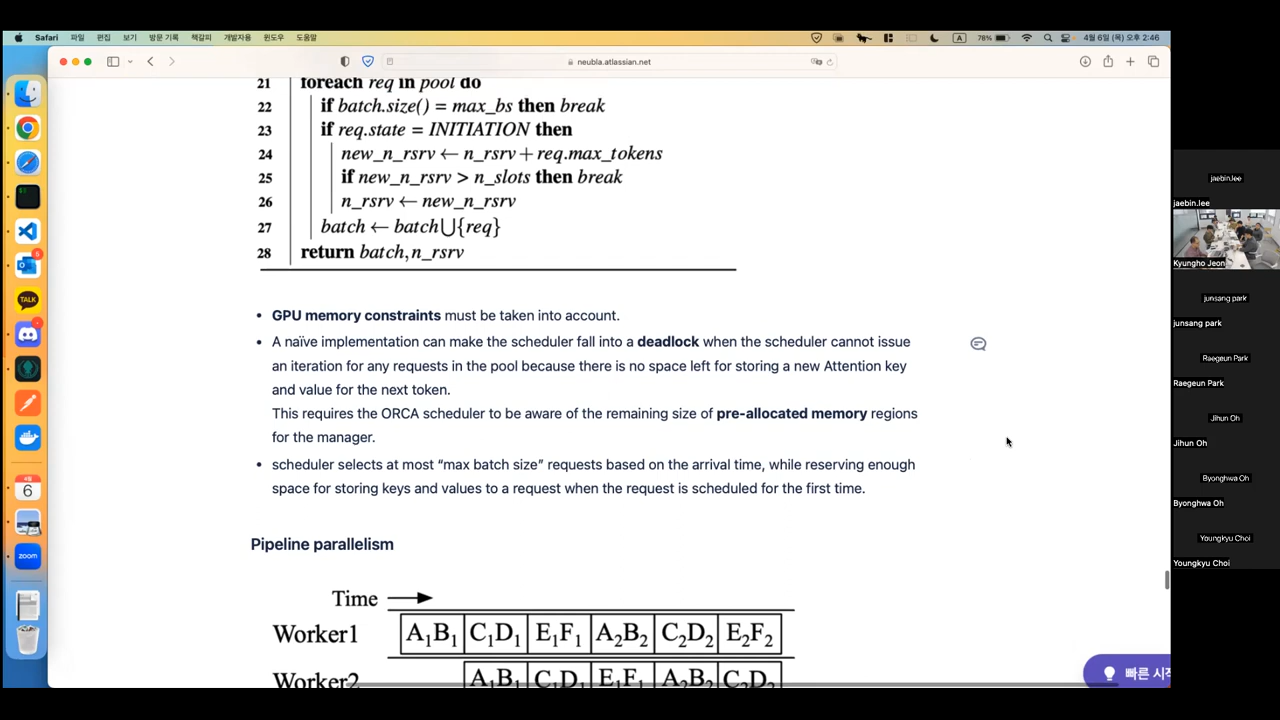 Safari 파일 편집 보기 방문 기록 책갈피 개발자용 윈도우 도움말
A 78% 4월 6일 (목) 오후 2:46
neubla.atlassian.net
21 foreach req in pool do
22 if batch.size() = max_bs then break
23 if req.state = INITIATION then
24 new_n_rsrv ← n_rsrv + req.max_tokens
25 if new_n_rsrv > n_slots then break
26 n_rsrv ← new_n_rsrv
27 batch ← batch⋃{req}
28 return batch, n_rsrv
• GPU memory constraints must be taken into account.
• A naïve implementation can make the scheduler fall into a deadlock when the scheduler cannot issue
an iteration for any requests in the pool because there is no space left for storing a new Attention key
and value for the next token.
This requires the ORCA scheduler to be aware of the remaining size of pre-allocated memory regions
for the manager.
• scheduler selects at most “max batch size” requests based on the arrival time, while reserving enough
space for storing keys and values to a request when the request is scheduled for the first time.
Pipeline parallelism
Time
Worker1 A₁B₁ C₁D₁ E₁F₁ A₂B₂ C₂D₂ E₂F₂
Worker2 A₁B₁ C₁D₁ E₁F₁ A₂B₂ C₂D₂
빠른 시작
TALK
6
zoom
jaebin.lee
jaebin.lee
Kyungho Jeon
junsang park
junsang park
Raegeun Park
Raegeun Park
Jihun Oh
Jihun Oh
Byonghwa Oh
Byonghwa Oh
Youngkyu Choi
Youngkyu Choi